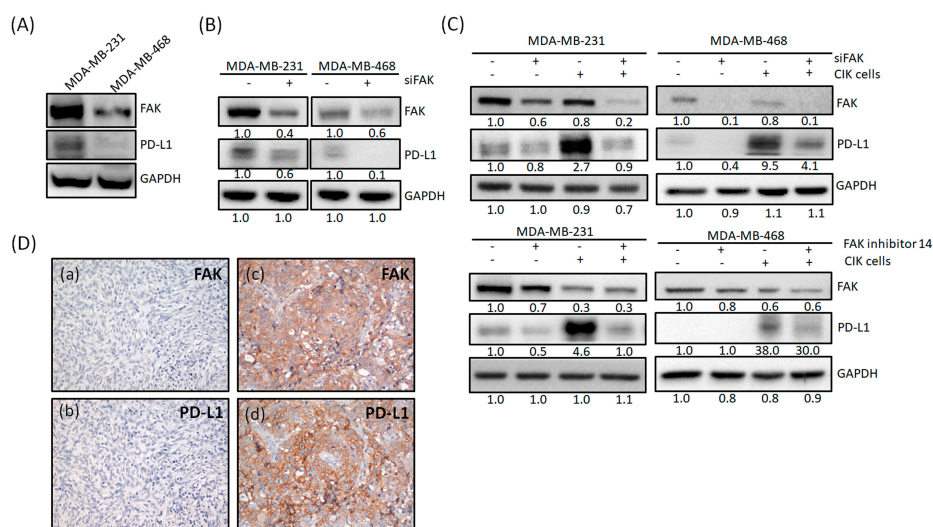 (A)
MDA-MB-231
MDA-MB-468
FAK
PD-L1
GAPDH
(B)
MDA-MB-231 MDA-MB-468
- + - + siFAK
FAK
1.0 0.4 1.0 0.6
PD-L1
1.0 0.6 1.0 0.1
GAPDH
1.0 1.0 1.0 1.0
(C)
MDA-MB-231 MDA-MB-468
- + - + - + - + siFAK
- - + + - - + + CIK cells
FAK
1.0 0.6 0.8 0.2 1.0 0.1 0.8 0.1
PD-L1
1.0 0.8 2.7 0.9 1.0 0.4 9.5 4.1
GAPDH
1.0 1.0 0.9 0.7 1.0 0.9 1.1 1.1
MDA-MB-231 MDA-MB-468
- + - + - + - + FAK inhibitor 14
- - + + - - + + CIK cells
FAK
1.0 0.7 0.3 0.3 1.0 0.8 0.6 0.6
PD-L1
1.0 0.5 4.6 1.0 1.0 1.0 38.0 30.0
GAPDH
1.0 1.0 1.0 1.1 1.0 0.8 0.8 0.9
(D)
(a) FAK (c) FAK
(b) PD-L1 (d) PD-L1